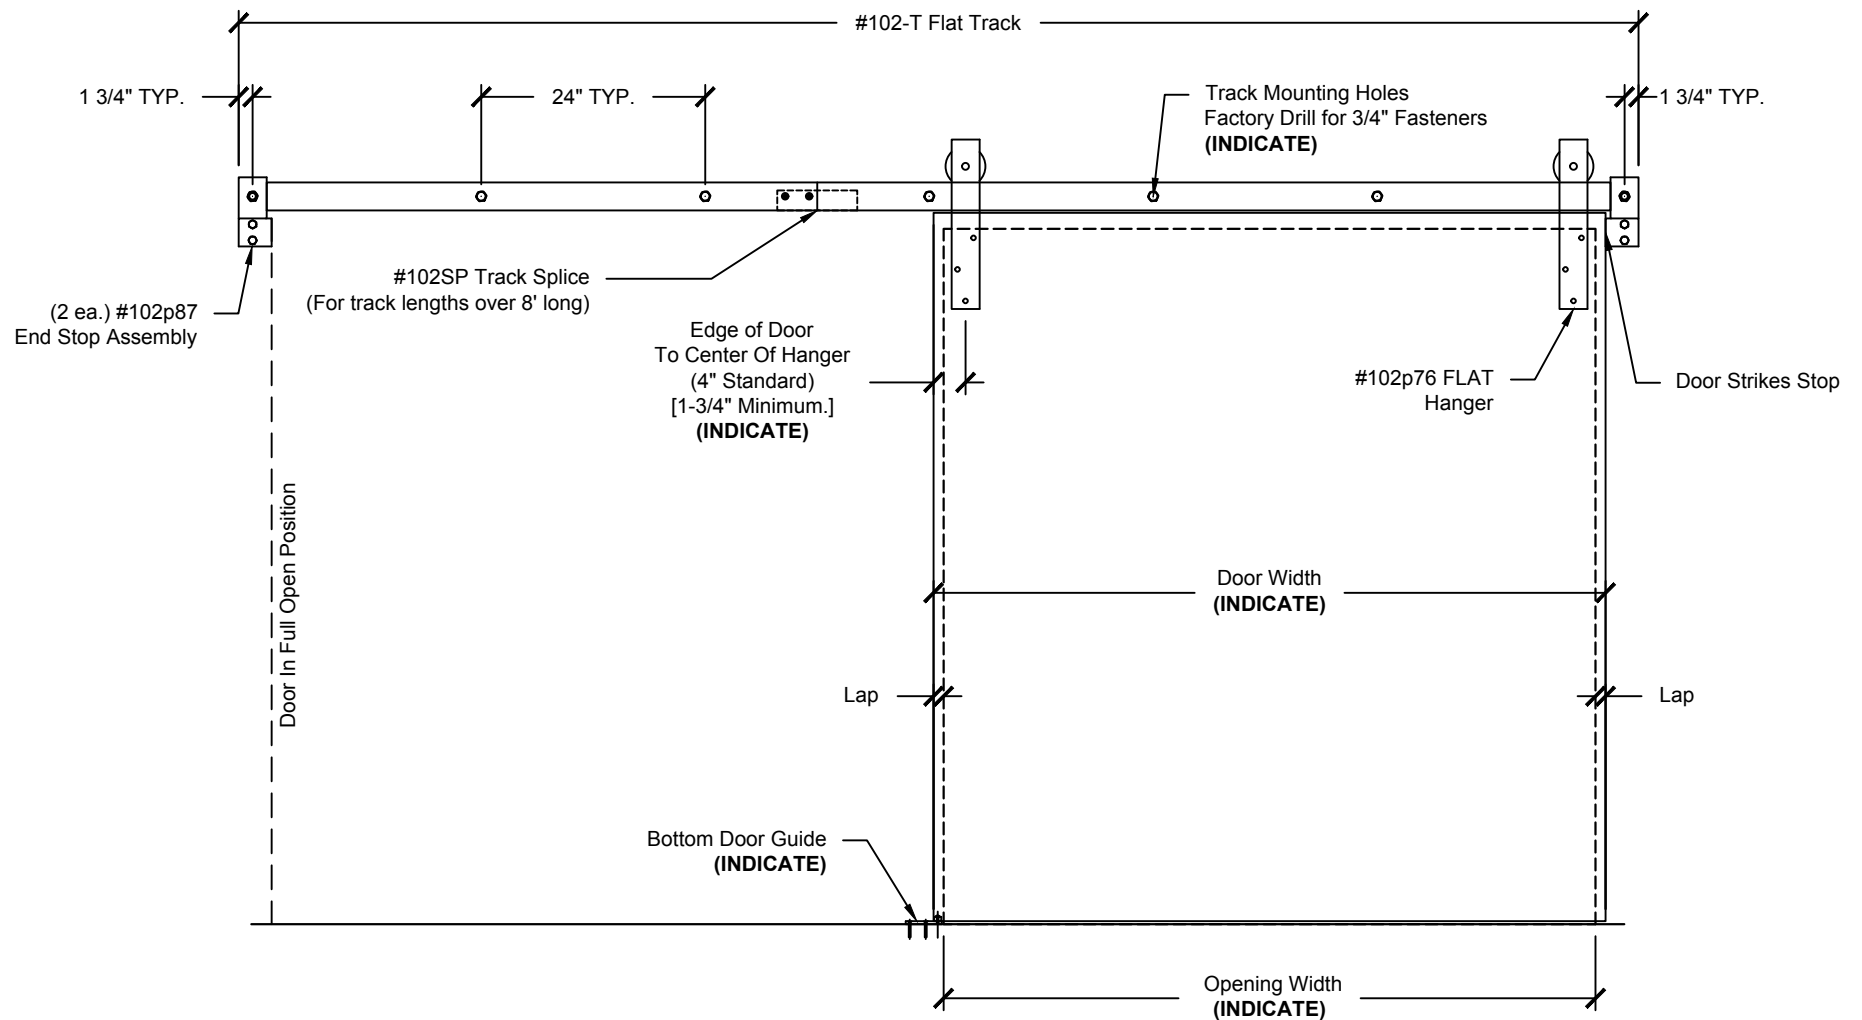 #102-T Flat Track
1 3/4" TYP.
24" TYP.
Track Mounting Holes
Factory Drill for 3/4" Fasteners
(INDICATE)
1 3/4" TYP.
#102SP Track Splice
(For track lengths over 8' long)
(2 ea.) #102p87
End Stop Assembly
Edge of Door
To Center Of Hanger
(4" Standard)
[1-3/4" Minimum.]
(INDICATE)
#102p76 FLAT
Hanger
Door Strikes Stop
Door In Full Open Position
Door Width
(INDICATE)
Lap
Lap
Bottom Door Guide
(INDICATE)
Opening Width
(INDICATE)